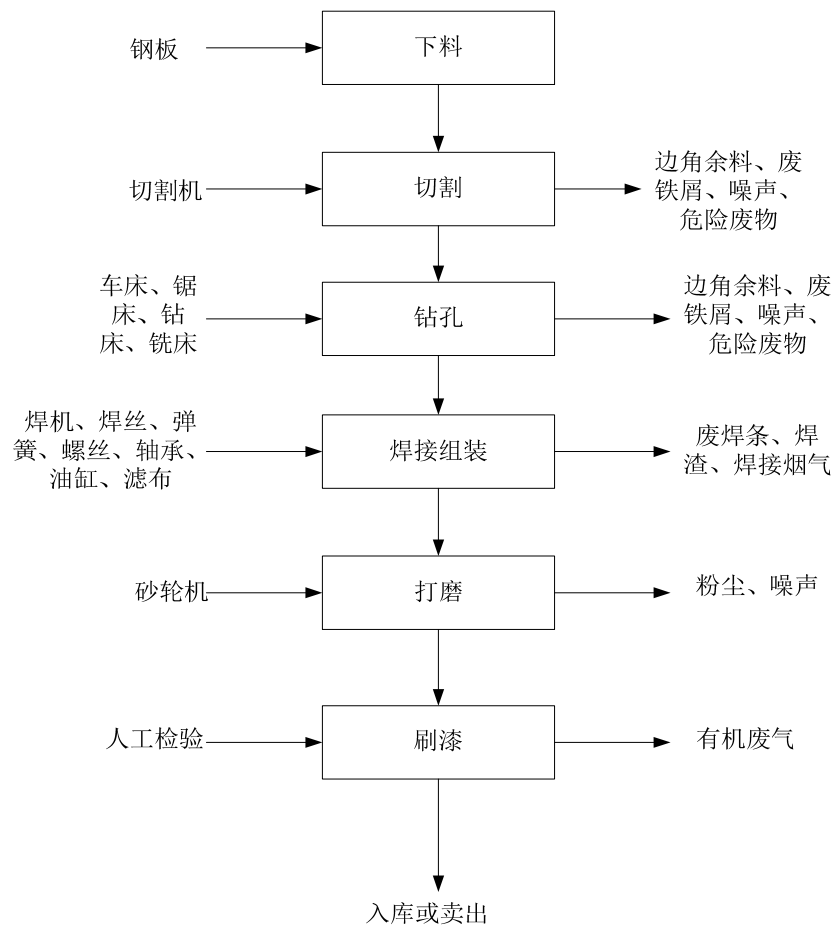 钢板
下料
切割机
切割
边角余料、废
铁屑、噪声、
危险废物
车床、锯
床、钻
床、铣床
钻孔
边角余料、废
铁屑、噪声、
危险废物
焊机、焊丝、弹
簧、螺丝、轴承、
油缸、滤布
焊接组装
废焊条、焊
渣、焊接烟气
砂轮机
打磨
粉尘、噪声
人工检验
刷漆
有机废气
入库或卖出